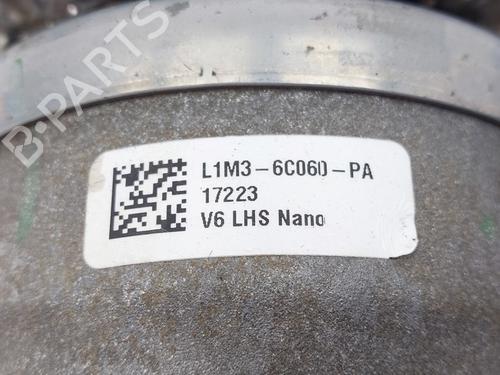 B-PARTS
L1M3-6C060-PA
17223
V6 LHS Nano